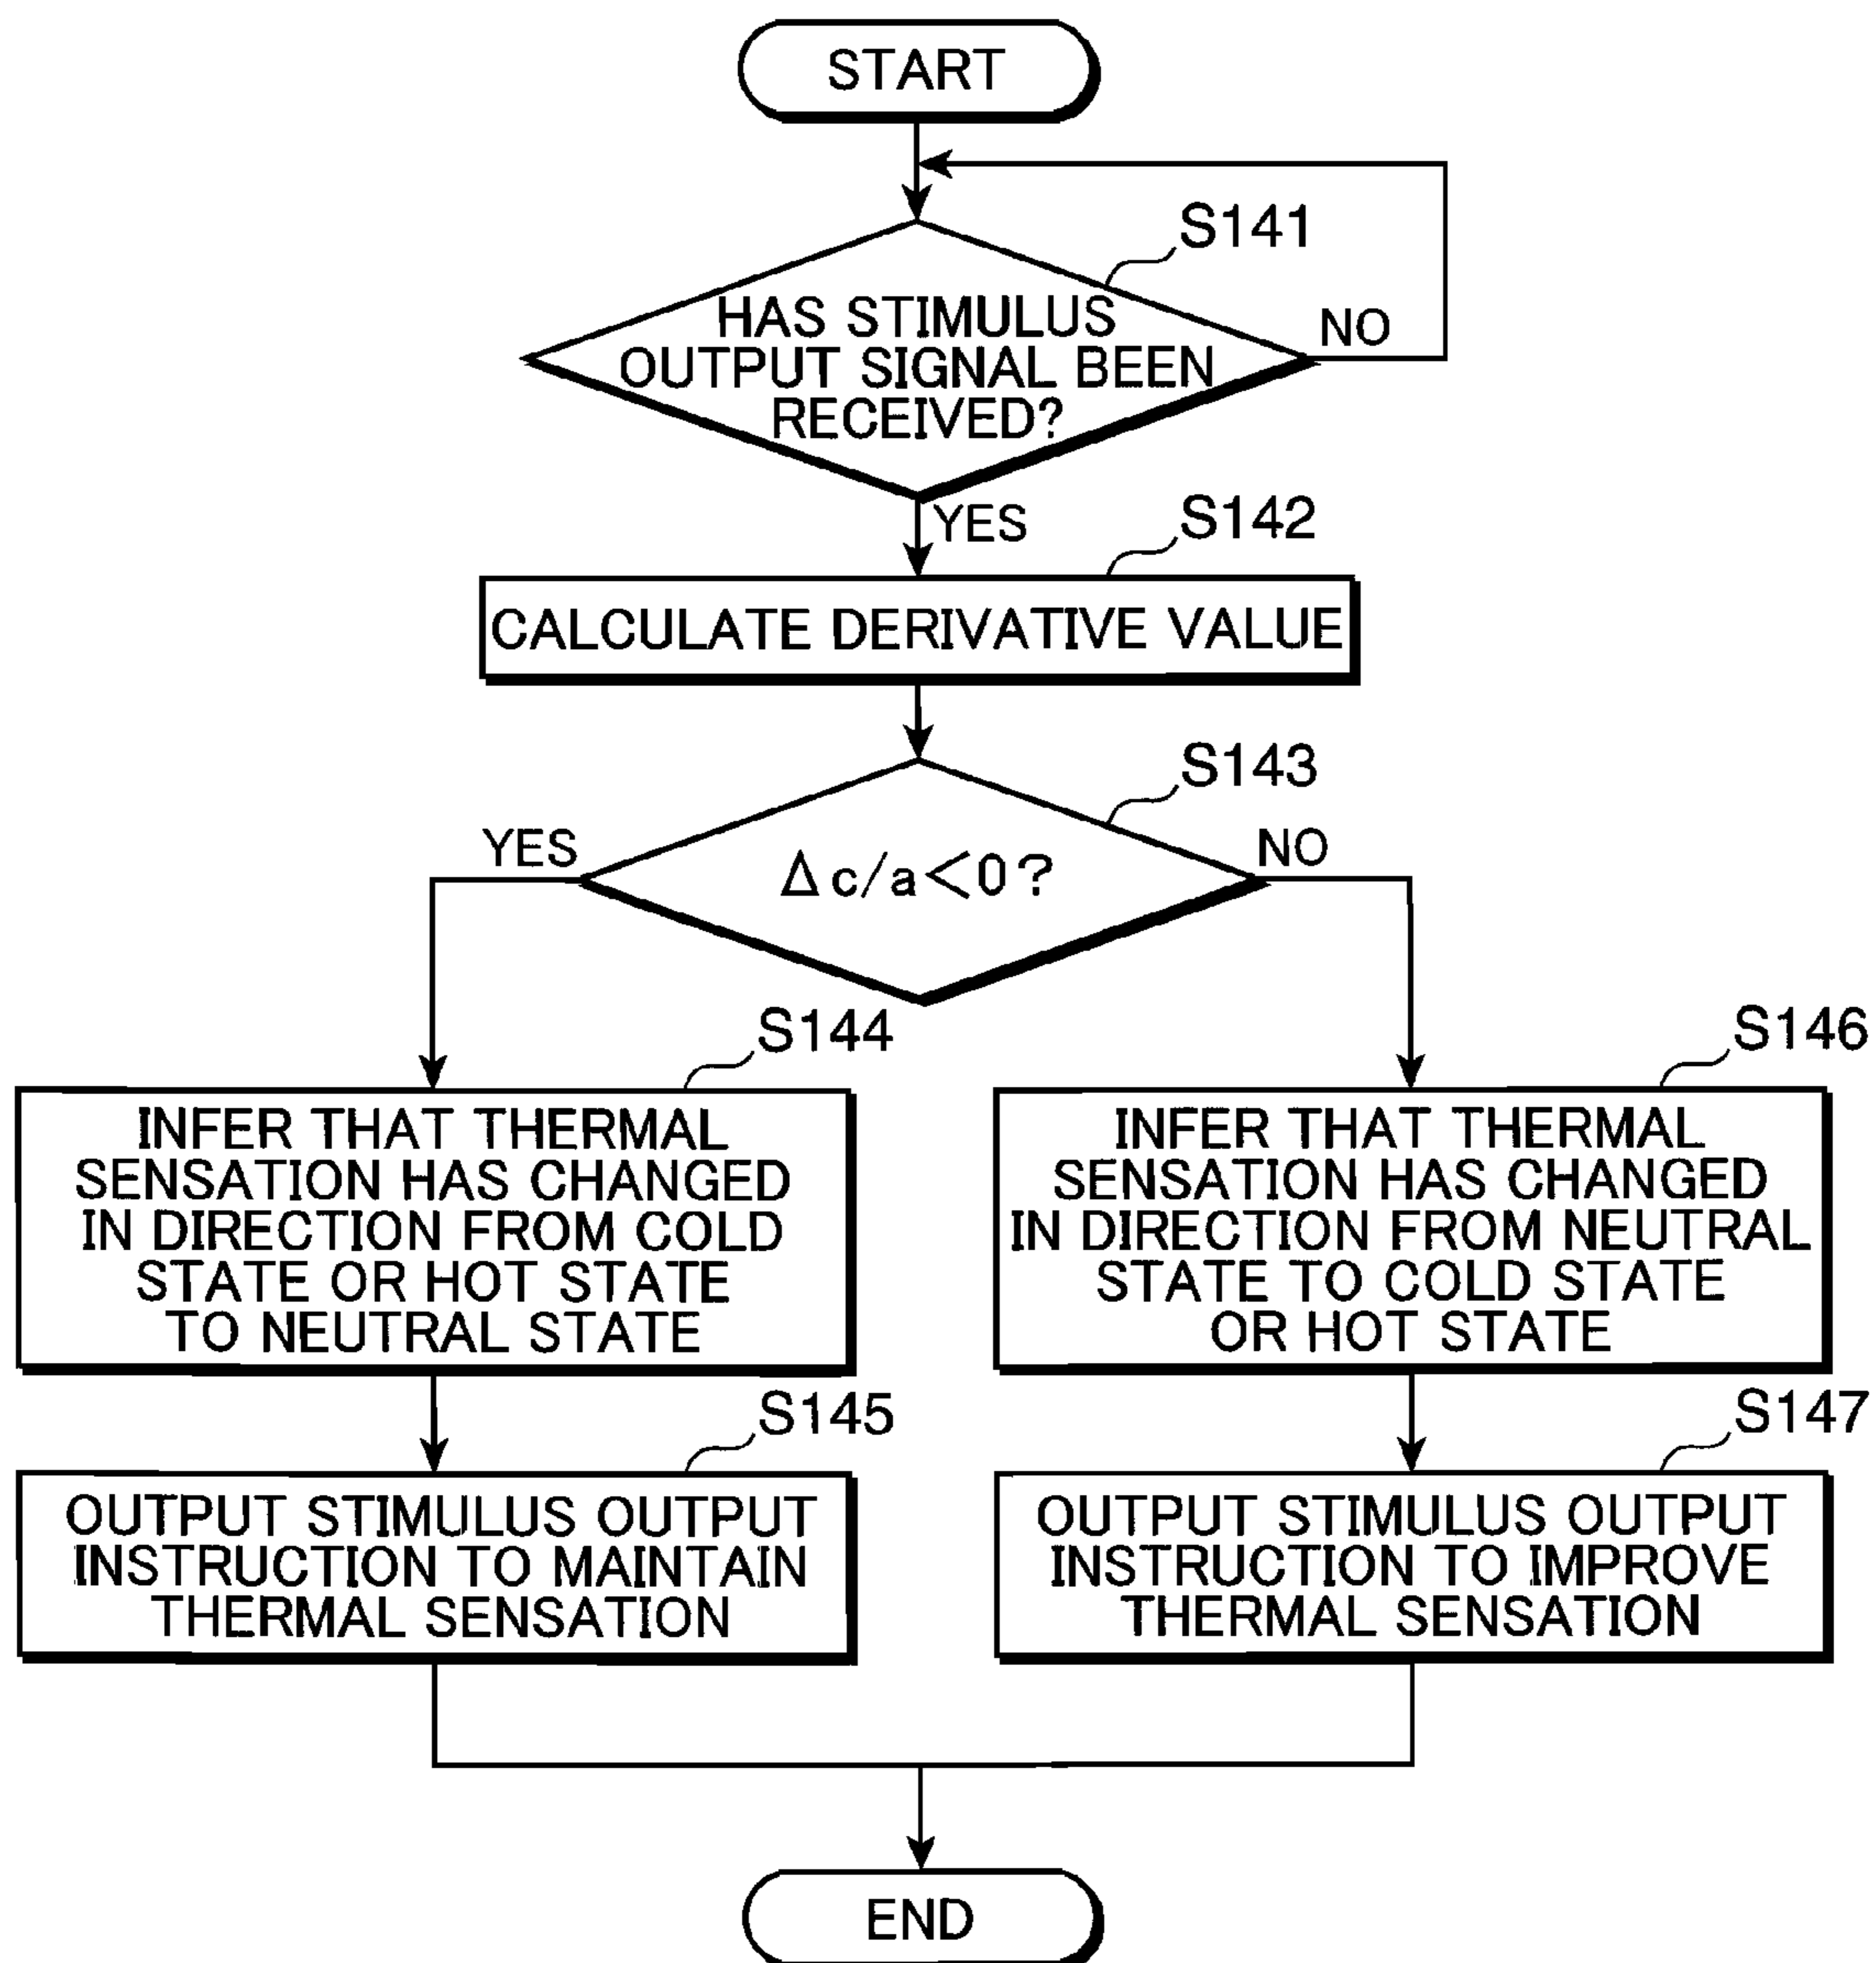 START
S141
HAS STIMULUS
OUTPUT SIGNAL BEEN
RECEIVED?
NO
YES
S142
CALCULATE DERIVATIVE VALUE
S143
YES
Δc/a<0?
NO
S144
INFER THAT THERMAL
SENSATION HAS CHANGED
IN DIRECTION FROM COLD
STATE OR HOT STATE
TO NEUTRAL STATE
S146
INFER THAT THERMAL
SENSATION HAS CHANGED
IN DIRECTION FROM NEUTRAL
STATE TO COLD STATE
OR HOT STATE
S145
OUTPUT STIMULUS OUTPUT
INSTRUCTION TO MAINTAIN
THERMAL SENSATION
S147
OUTPUT STIMULUS OUTPUT
INSTRUCTION TO IMPROVE
THERMAL SENSATION
END